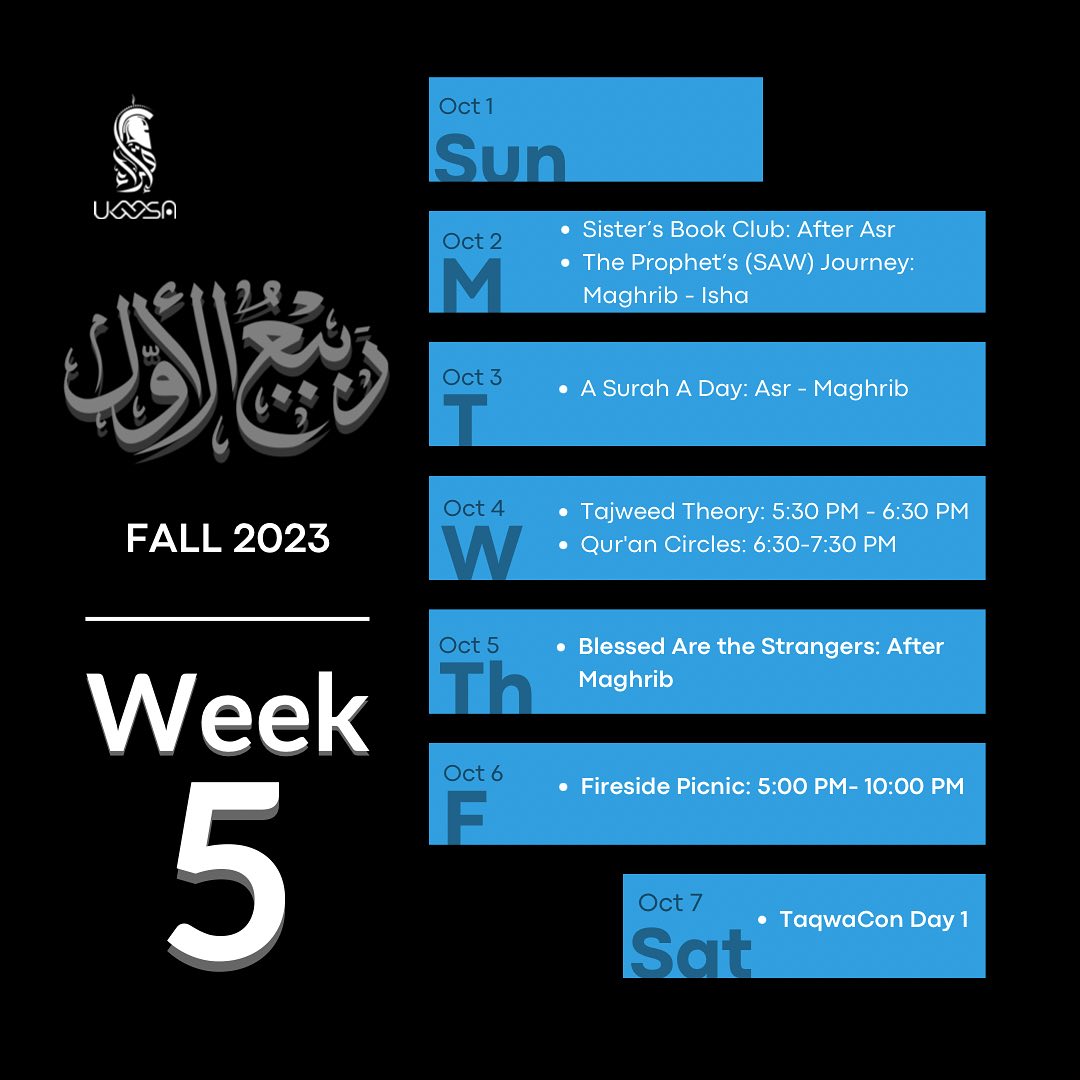 UMSA
رَبِيْعُ الأَوَّل
FALL 2023
Week
5
Oct 1
Sun
Oct 2
M
• Sister’s Book Club: After Asr
• The Prophet’s (SAW) Journey:
Maghrib - Isha
Oct 3
T
• A Surah A Day: Asr - Maghrib
Oct 4
W
• Tajweed Theory: 5:30 PM - 6:30 PM
• Qur'an Circles: 6:30-7:30 PM
Oct 5
Th
• Blessed Are the Strangers: After
Maghrib
Oct 6
F
• Fireside Picnic: 5:00 PM- 10:00 PM
Oct 7
Sat
• TaqwaCon Day 1